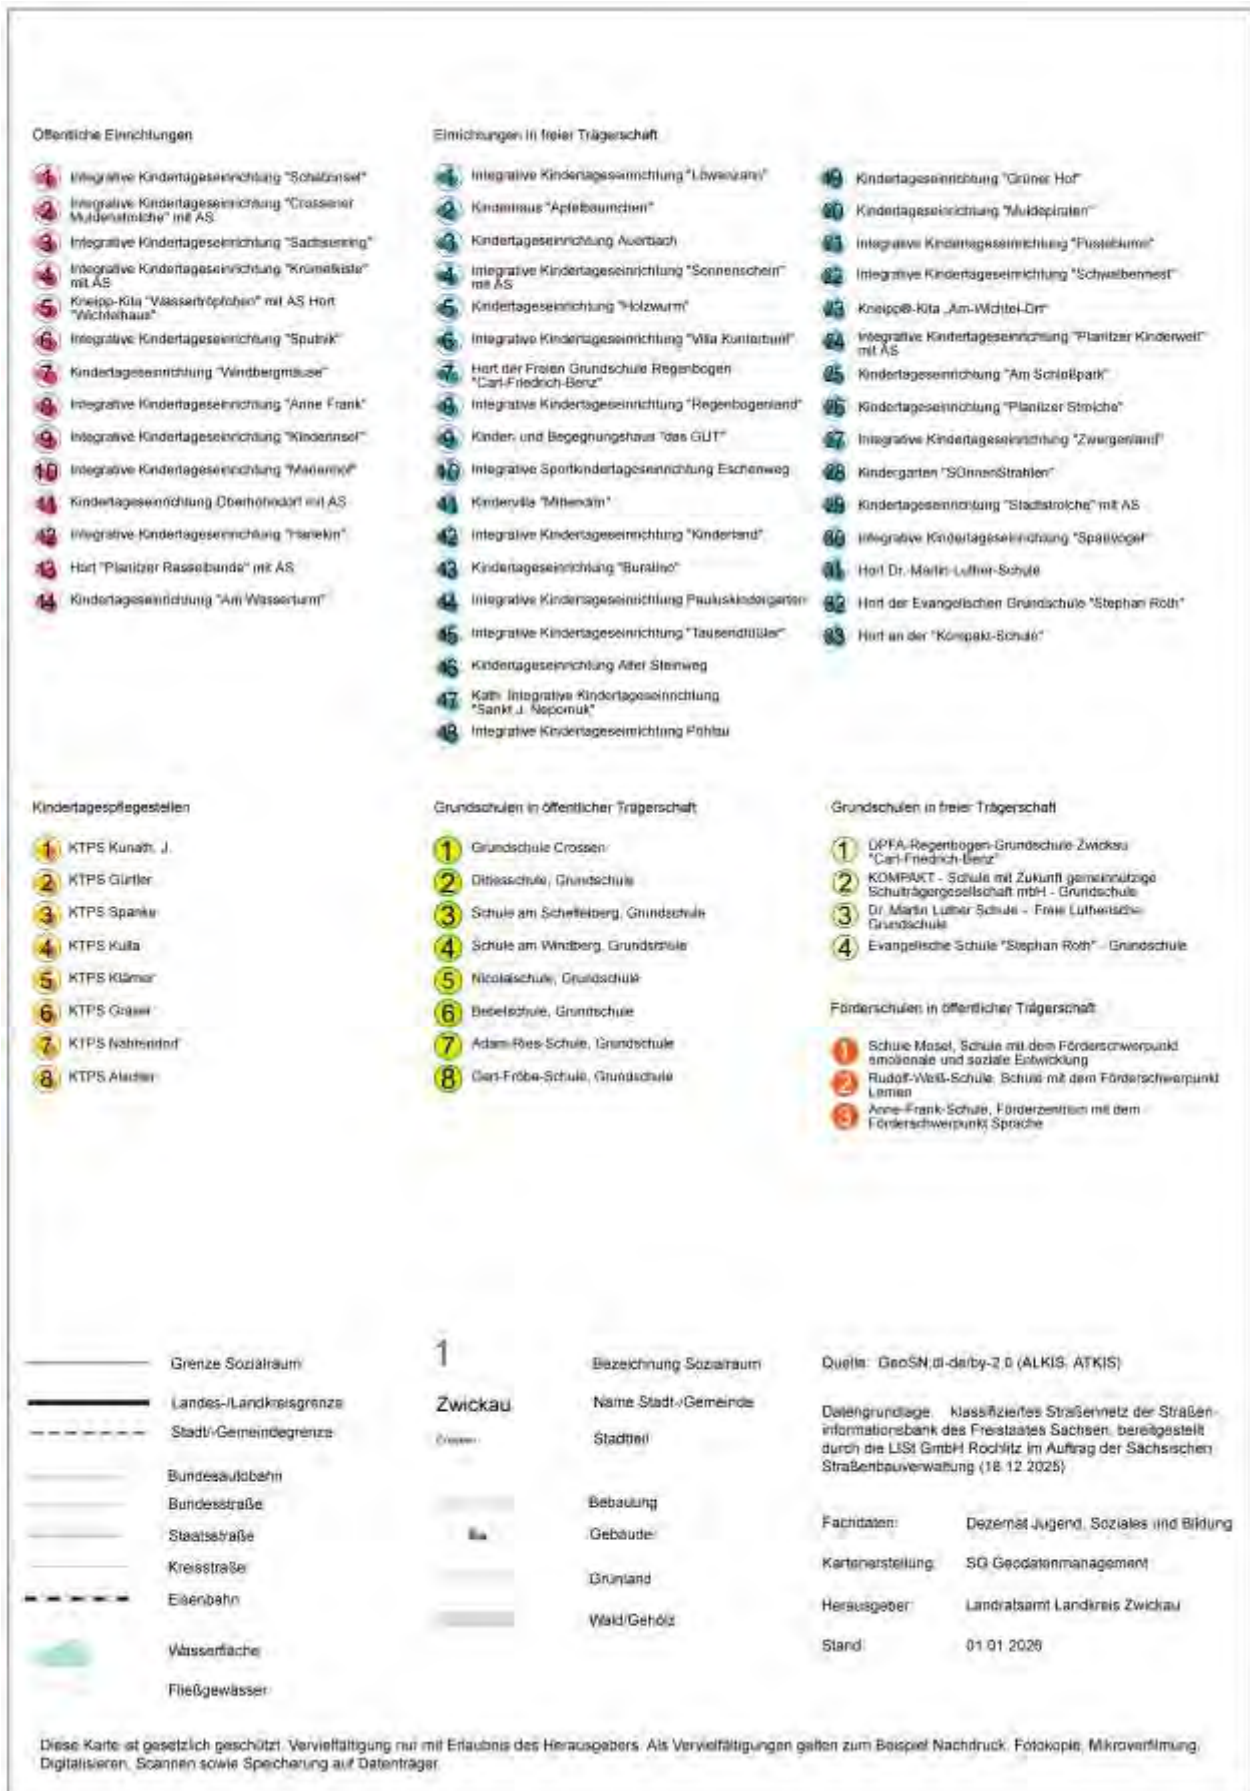 Öffentliche Einrichtungen
1 Integrative Kindertageseinrichtung "Schatzinsel"
2 Integrative Kindertageseinrichtung "Crossener
Muldenstrolche" mit AS
3 Integrative Kindertageseinrichtung "Sachsenring"
4 Integrative Kindertageseinrichtung "Krümelkiste"
mit AS
5 Kneipp-Kita "Wassertröpfchen" mit AS Hort
"Wichtelhaus"
6 Integrative Kindertageseinrichtung "Sputnik"
7 Kindertageseinrichtung "Windbergmäuse"
8 Integrative Kindertageseinrichtung "Anne Frank"
9 Integrative Kindertageseinrichtung "Kinderinsel"
10 Integrative Kindertageseinrichtung "Marienhof"
11 Kindertageseinrichtung Oberhohndorf mit AS
12 Integrative Kindertageseinrichtung "Harlekin"
13 Hort "Planitzer Rasselbande" mit AS
14 Kindertageseinrichtung "Am Wasserturm"
Einrichtungen in freier Trägerschaft
1 Integrative Kindertageseinrichtung "Löwenzahn"
2 Kinderhaus "Apfelbäumchen"
3 Kindertageseinrichtung Auerbach
4 Integrative Kindertageseinrichtung "Sonnenschein"
mit AS
5 Kindertageseinrichtung "Holzwurm"
6 Integrative Kindertageseinrichtung "Villa Kunterbunt"
7 Hort der Freien Grundschule Regenbogen
"Carl-Friedrich-Benz"
8 Integrative Kindertageseinrichtung "Regenbogenland"
9 Kinder- und Begegnungshaus "das GUT"
10 Integrative Sportkindertageseinrichtung Eschenweg
11 Kindervilla "Mittendrin"
12 Integrative Kindertageseinrichtung "Kinderland"
13 Kindertageseinrichtung "Buratino"
14 Integrative Kindertageseinrichtung Pauluskindergarten
15 Integrative Kindertageseinrichtung "Tausendfüßler"
16 Kindertageseinrichtung Alter Steinweg
17 Kath. Integrative Kindertageseinrichtung
"Sankt J. Nepomuk"
18 Integrative Kindertageseinrichtung Pöhlau
19 Kindertageseinrichtung "Grüner Hof"
20 Kindertageseinrichtung "Muldepiraten"
21 Integrative Kindertageseinrichtung "Pusteblume"
22 Integrative Kindertageseinrichtung "Schwalbennest"
23 Kneipp®-Kita „Am-Wichtel-Ort"
24 Integrative Kindertageseinrichtung "Planitzer Kinderwelt"
mit AS
25 Kindertageseinrichtung "Am Schloßpark"
26 Kindertageseinrichtung "Planitzer Strolche"
27 Integrative Kindertageseinrichtung "Zwergenland"
28 Kindergarten "SOnnenStrahlen"
29 Kindertageseinrichtung "Stadtstrolche" mit AS
30 Integrative Kindertageseinrichtung "Spatzvogel"
31 Hort Dr.-Martin-Luther-Schule
32 Hort der Evangelischen Grundschule "Stephan Roth"
33 Hort an der "Kompakt-Schule"
Kindertagespflegestellen
1 KTPS Kunath, J.
2 KTPS Gürtler
3 KTPS Spanke
4 KTPS Kulla
5 KTPS
6 KTPS
7 KTPS
8 KTPS
Grundschulen in öffentlicher Trägerschaft
1 Grundschule Crossen
2 Dittesschule, Grundschule
3 Schule am Scheffelberg, Grundschule
4 Schule am Windberg, Grundschule
5 Nicolaischule, Grundschule
6 Bebelschule, Grundschule
7 Adam-Ries-Schule, Grundschule
8 Gert-Fröbe-Schule, Grundschule
Grundschulen in freier Trägerschaft
1 DPFA-Regenbogen-Grundschule Zwickau
"Carl-Friedrich-Benz"
2 KOMPAKT - Schule mit Zukunft gemeinnützige
Schulträgergesellschaft mbH - Grundschule
3 Dr. Martin Luther Schule - Freie Lutherische
Grundschule
4 Evangelische Schule "Stephan Roth" - Grundschule
Förderschulen in öffentlicher Trägerschaft
1 Schule Mosel, Schule mit dem Förderschwerpunkt
emotionale und soziale Entwicklung
2 Rudolf-Weiß-Schule, Schule mit dem Förderschwerpunkt
Lernen
3 Anne-Frank-Schule, Förderzentrum mit dem
Förderschwerpunkt Sprache
Grenze Sozialraum
Landes-/Landkreisgrenze
Stadt-/Gemeindegrenze
Bundesautobahn
Bundesstraße
Staatsstraße
Kreisstraße
Eisenbahn
Wasserfläche
Fließgewässer
1 Bezeichnung Sozialraum
Zwickau Name Stadt-/Gemeinde
Crossen Stadtteil
Bebauung
Gebäude
Grünland
Wald/Gehölz
Quelle: GeoSN,dl-de/by-2.0 (ALKIS, ATKIS)
Datengrundlage: klassifiziertes Straßennetz der Straßen-
informationsbank des Freistaates Sachsen, bereitgestellt
durch die LISt GmbH Rochlitz im Auftrag der Sächsischen
Straßenbauverwaltung (18.12.2025)
Fachdaten: Dezernat Jugend, Soziales und Bildung
Kartenerstellung: SG Geodatenmanagement
Herausgeber: Landratsamt Landkreis Zwickau
Stand: 01.01.2026
Diese Karte ist gesetzlich geschützt. Vervielfältigung nur mit Erlaubnis des Herausgebers. Als Vervielfältigungen gelten zum Beispiel Nachdruck, Fotokopie, Mikroverfilmung,
Digitalisieren, Scannen sowie Speicherung auf Datenträger.